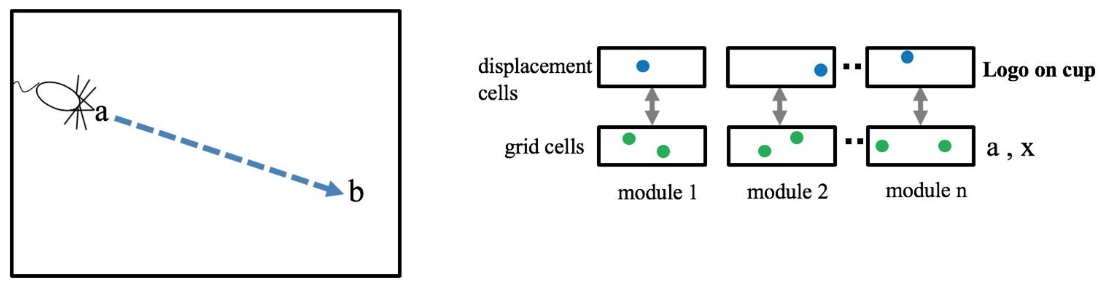 a
b
displacement
cells
Logo on cup
grid cells
a , x
module 1
module 2
module n